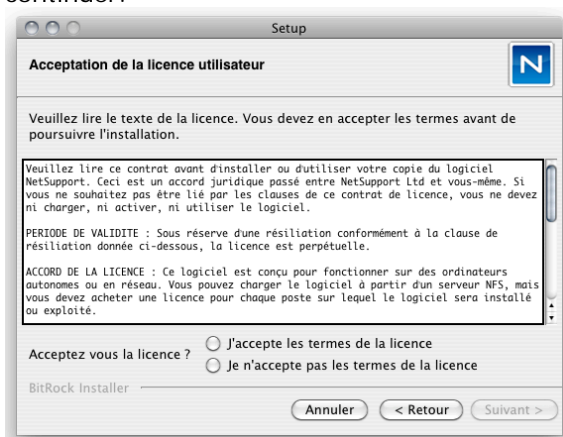 continuer.
Setup
Acceptation de la licence utilisateur
N
Veuillez lire le texte de la licence. Vous devez en accepter les termes avant de
poursuivre l'installation.
Veuillez lire ce contrat avant d'installer ou d'utiliser votre copie du logiciel
NetSupport. Ceci est un accord juridique passé entre NetSupport Ltd et vous-même. Si
vous ne souhaitez pas être lié par les clauses de ce contrat de licence, vous ne devez
ni charger, ni activer, ni utiliser le logiciel.
PERIODE DE VALIDITE : Sous réserve d'une résiliation conformément à la clause de
résiliation donnée ci-dessous, la licence est perpétuelle.
ACCORD DE LA LICENCE : Ce logiciel est conçu pour fonctionner sur des ordinateurs
autonomes ou en réseau. Vous pouvez charger le logiciel à partir d'un serveur NFS, mais
vous devez acheter une licence pour chaque poste sur lequel le logiciel sera installé
ou exploité.
Acceptez vous la licence ?
J'accepte les termes de la licence
Je n'accepte pas les termes de la licence
BitRock Installer
Annuler
< Retour
Suivant >